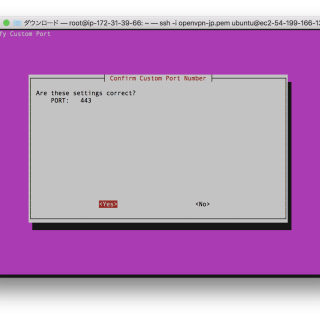 ダウンロード — root@ip-172-31-39-66: ~ — ssh -i openvpn-jp.pem ubuntu@ec2-54-199-166-1
fy Custom Port
Confirm Custom Port Number
Are these settings correct?
PORT: 443
<Yes> <No>